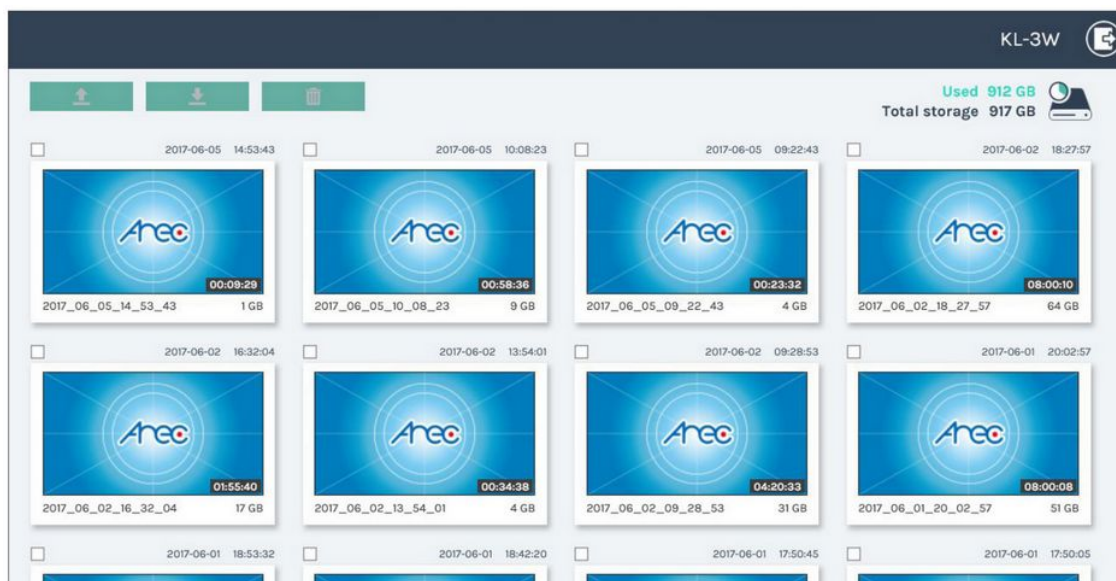 KL-3W
Used 912 GB
Total storage 917 GB
2017-06-05 14:53:43
2017-06-05 10:08:23
2017-06-05 09:22:43
2017-06-02 18:27:57
Arec
Arec
Arec
Arec
00:09:29
00:58:36
00:23:32
08:00:10
2017_06_05_14_53_43 1 GB
2017_06_05_10_08_23 9 GB
2017_06_05_09_22_43 4 GB
2017_06_02_18_27_57 64 GB
2017-06-02 16:32:04
2017-06-02 13:54:01
2017-06-02 09:28:53
2017-06-01 20:02:57
Arec
Arec
Arec
Arec
01:55:40
00:34:38
04:20:33
08:00:08
2017_06_02_16_32_04 17 GB
2017_06_02_13_54_01 4 GB
2017_06_02_09_28_53 31 GB
2017_06_01_20_02_57 51 GB
2017-06-01 18:53:32
2017-06-01 18:42:20
2017-06-01 17:50:45
2017-06-01 17:50:05